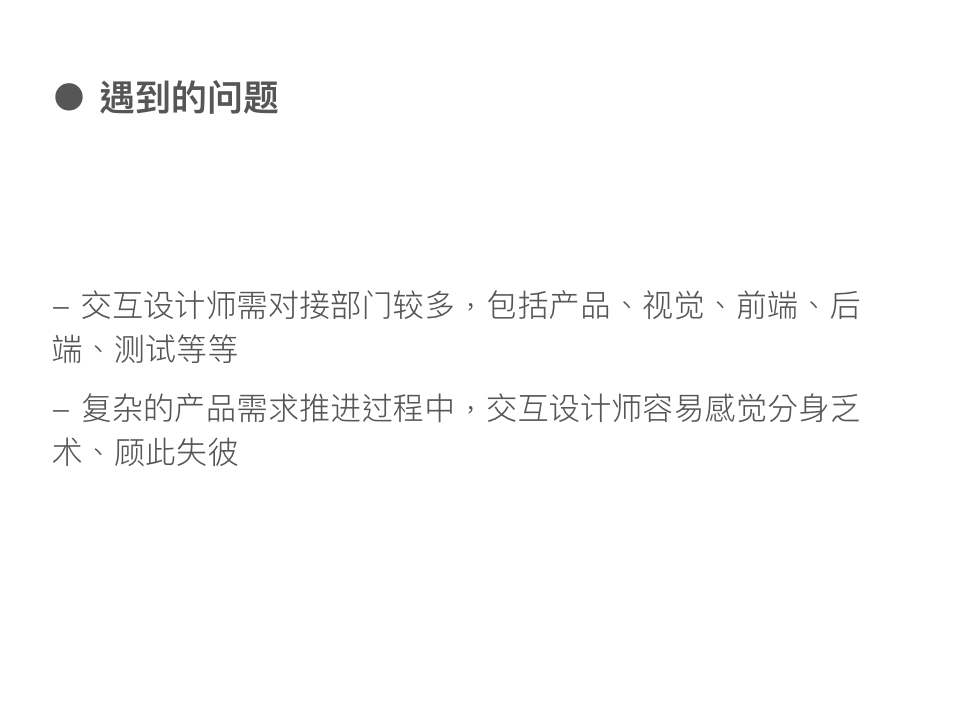 ● 遇到的问题
– 交互设计师需对接部门较多，包括产品、视觉、前端、后
端、测试等等
– 复杂的产品需求推进过程中，交互设计师容易感觉分身乏
术、顾此失彼